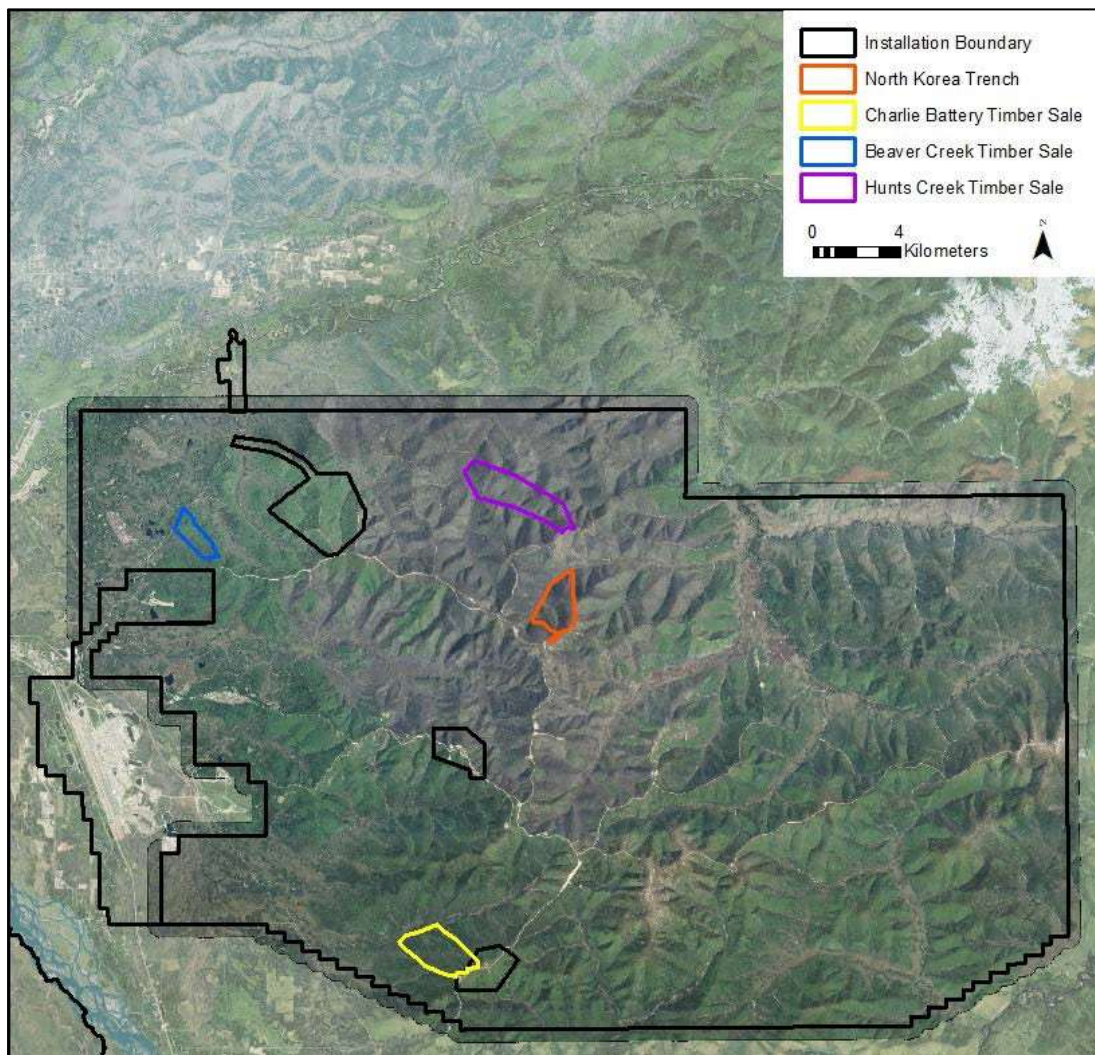 Installation Boundary
North Korea Trench
Charlie Battery Timber Sale
Beaver Creek Timber Sale
Hunts Creek Timber Sale
0 4
Kilometers
N